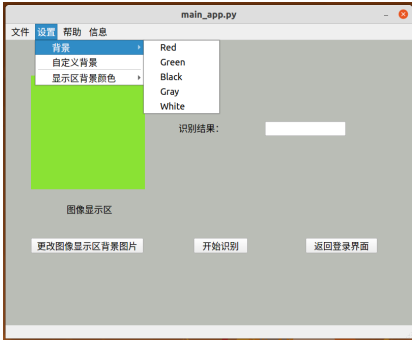 main_app.py
文件 设置 帮助 信息
背景
自定义背景
显示区背景颜色
Red
Green
Black
Gray
White
识别结果:
图像显示区
更改图像显示区背景图片 开始识别 返回登录界面